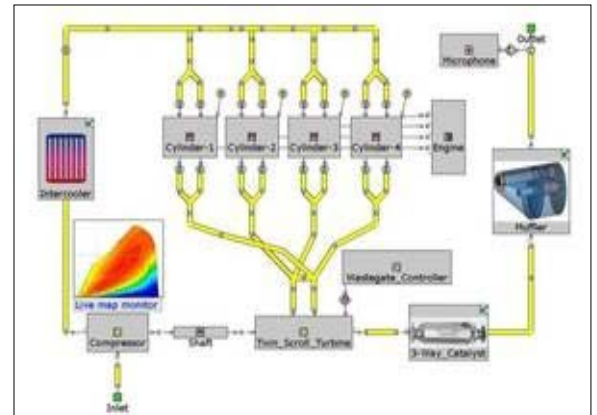 Outlet
Microphone
Cylinder-1
Cylinder-2
Cylinder-3
Cylinder-4
Engine
Intercooler
Muffler
Wastegate_Controller
Live map monitor
Compressor
Shaft
Twin_Scroll_Turbine
3-Way_Catalyst
Inlet